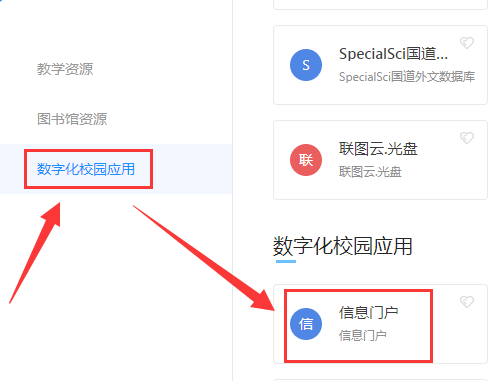 教学资源
图书馆资源
数字化校园应用
S
SpecialSci国道...
SpecialSci国道外文数据库
联
联图云.光盘
联图云.光盘
数字化校园应用
信
信息门户
信息门户